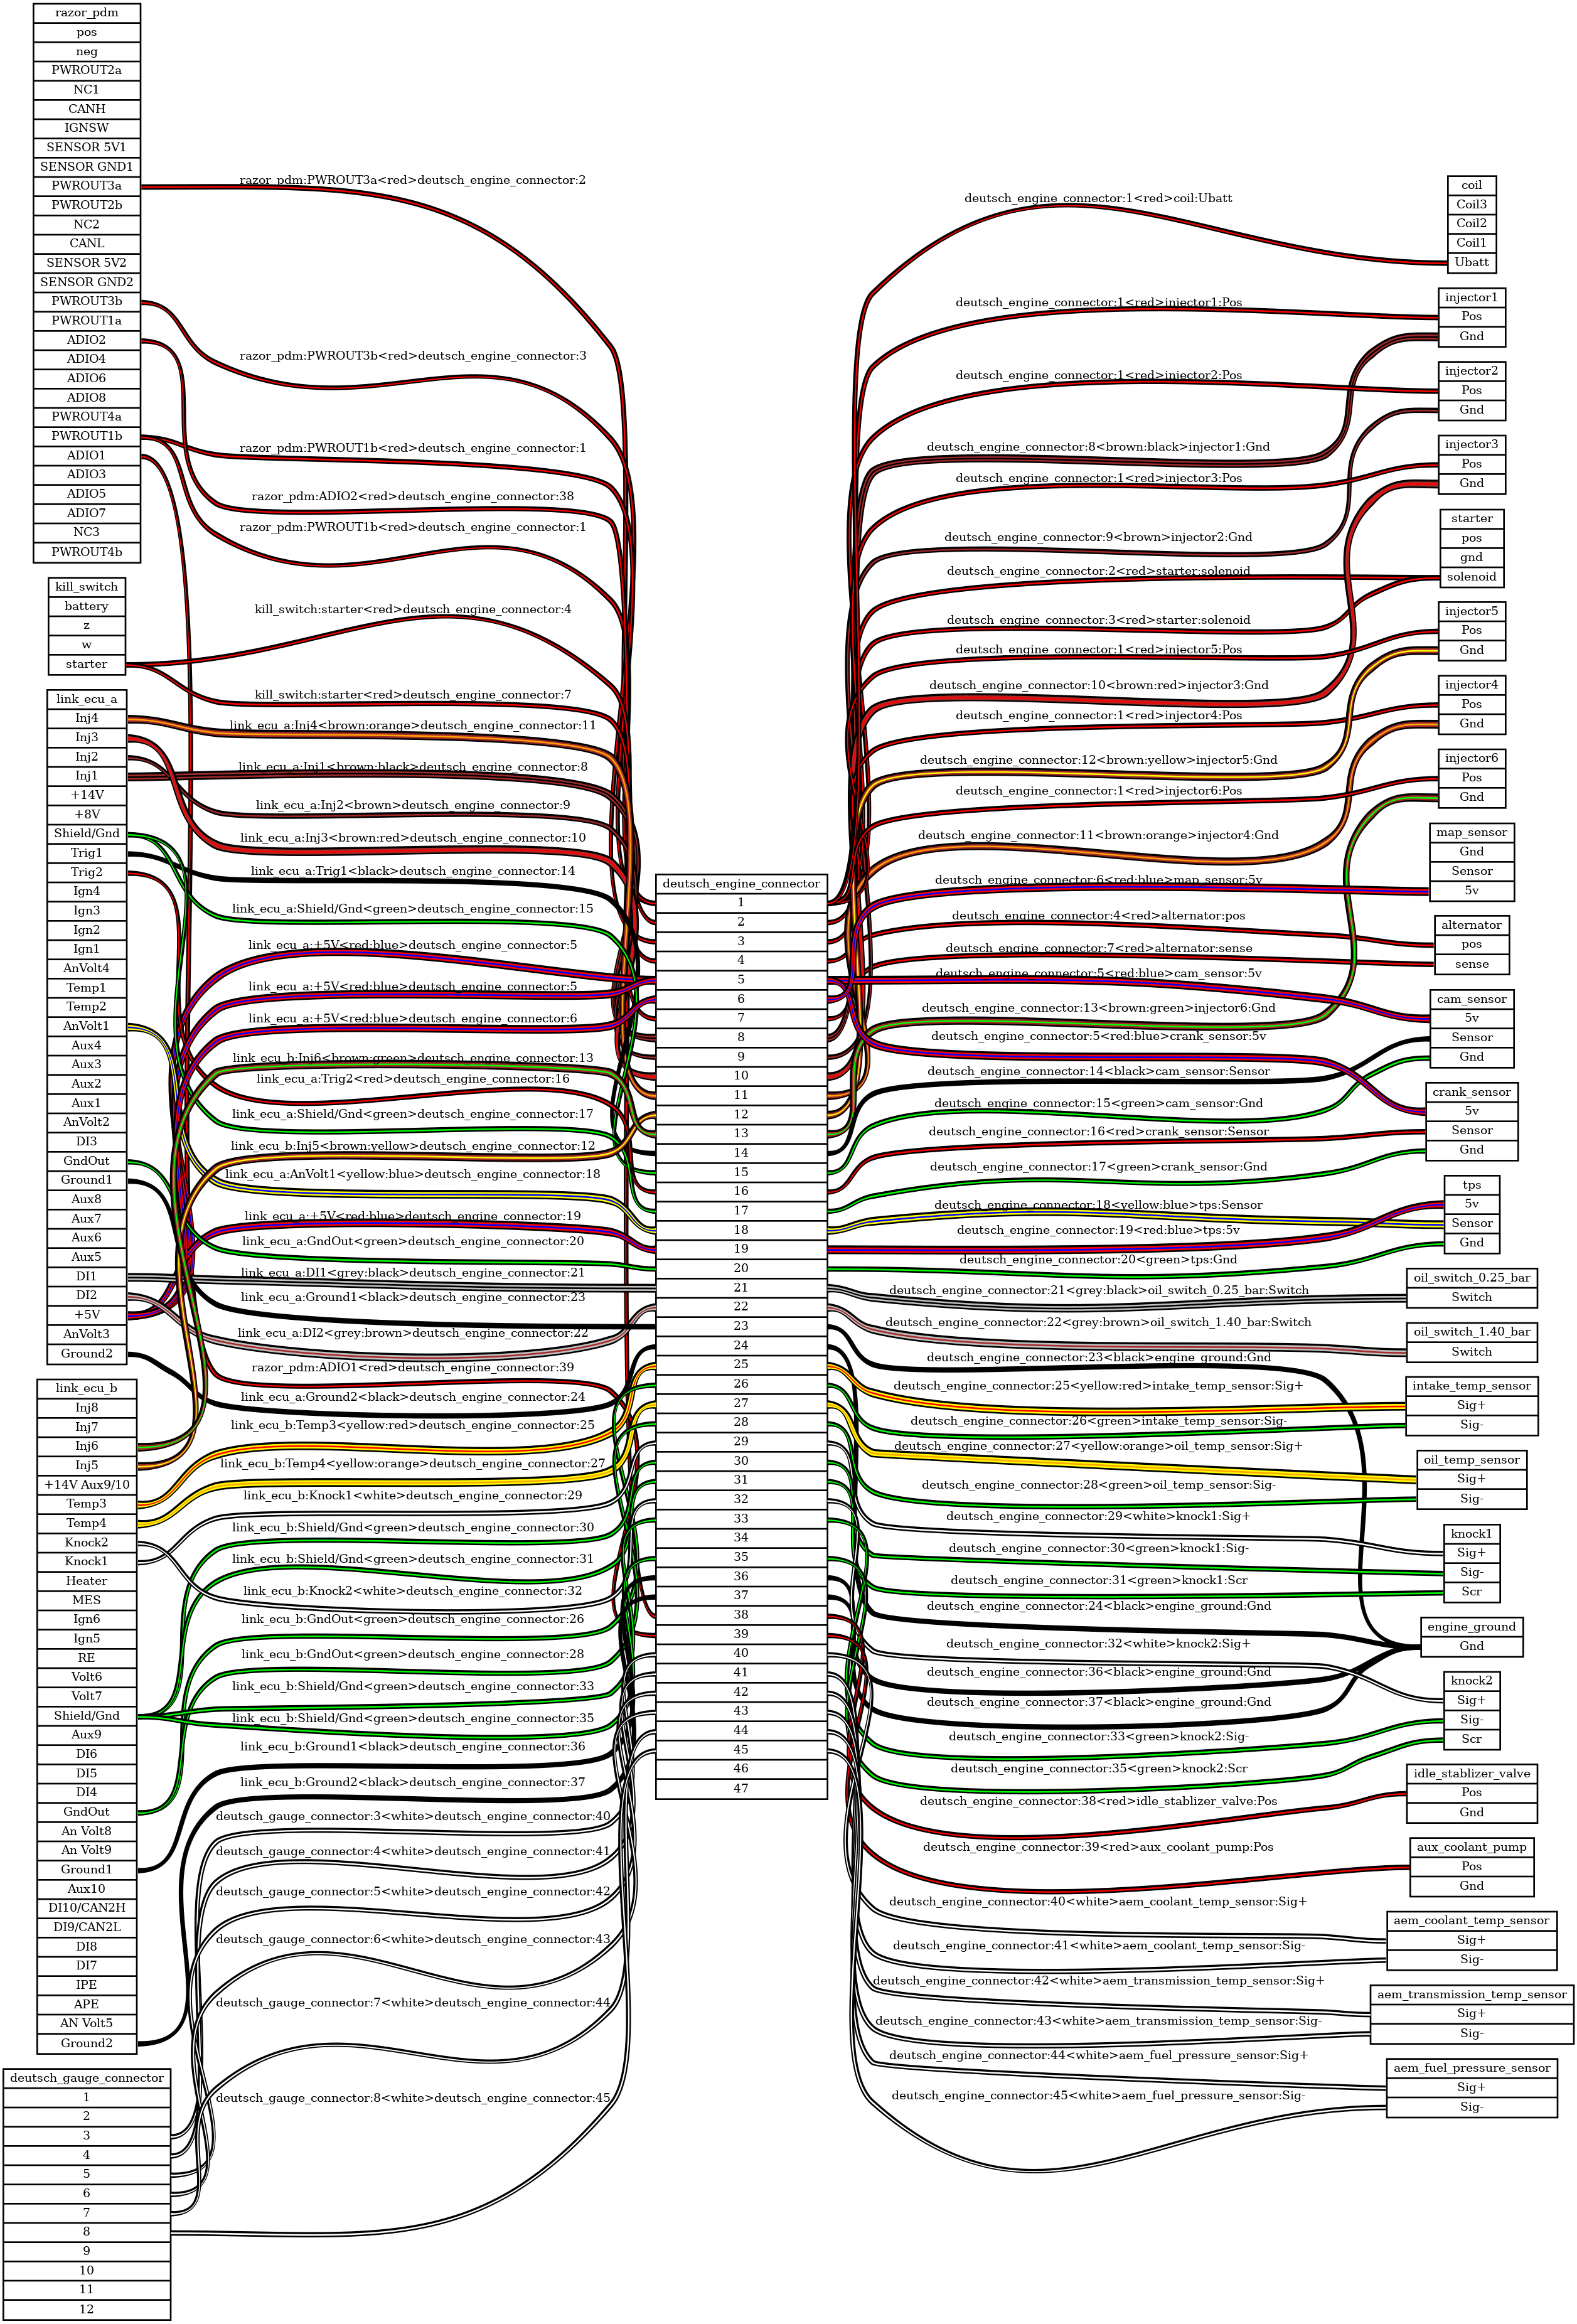 razor_pdm
pos
neg
PWROUT2a
NC1
CANH
IGNSW
SENSOR 5V1
SENSOR GND1
PWROUT3a
PWROUT2b
NC2
CANL
SENSOR 5V2
SENSOR GND2
PWROUT3b
PWROUT1a
ADIO2
ADIO4
ADIO6
ADIO8
PWROUT4a
PWROUT1b
ADIO1
ADIO3
ADIO5
ADIO7
NC3
PWROUT4b
kill_switch
battery
z
w
starter
link_ecu_a
Inj4
Inj3
Inj2
Inj1
+14V
+8V
Shield/Gnd
Trig1
Trig2
Ign4
Ign3
Ign2
Ign1
AnVolt4
Temp1
Temp2
AnVolt1
Aux4
Aux3
Aux2
Aux1
AnVolt2
DI3
GndOut
Ground1
Aux8
Aux7
Aux6
Aux5
DI1
DI2
+5V
AnVolt3
Ground2
link_ecu_b
Inj8
Inj7
Inj6
Inj5
+14V Aux9/10
Temp3
Temp4
Knock2
Knock1
Heater
MES
Ign6
Ign5
RE
Volt6
Volt7
Shield/Gnd
Aux9
DI6
DI5
DI4
GndOut
An Volt8
An Volt9
Ground1
Aux10
DI10/CAN2H
DI9/CAN2L
DI8
DI7
IPE
APE
AN Volt5
Ground2
deutsch_gauge_connector
1
2
3
4
5
6
7
8
9
10
11
12
razor_pdm:PWROUT3a<red>deutsch_engine_connector:2
razor_pdm:PWROUT3b<red>deutsch_engine_connector:3
razor_pdm:PWROUT1b<red>deutsch_engine_connector:1
razor_pdm:ADIO2<red>deutsch_engine_connector:38
razor_pdm:PWROUT1b<red>deutsch_engine_connector:1
kill_switch:starter<red>deutsch_engine_connector:4
kill_switch:starter<red>deutsch_engine_connector:7
link_ecu_a:Inj4<brown:orange>deutsch_engine_connector:11
link_ecu_a:Inj1<brown:black>deutsch_engine_connector:8
link_ecu_a:Inj2<brown>deutsch_engine_connector:9
link_ecu_a:Inj3<brown:red>deutsch_engine_connector:10
link_ecu_a:Trig1<black>deutsch_engine_connector:14
link_ecu_a:Shield/Gnd<green>deutsch_engine_connector:15
link_ecu_a:+5V<red:blue>deutsch_engine_connector:5
link_ecu_a:+5V<red:blue>deutsch_engine_connector:5
link_ecu_a:+5V<red:blue>deutsch_engine_connector:6
link_ecu_b:Inj6<brown:green>deutsch_engine_connector:13
link_ecu_a:Trig2<red>deutsch_engine_connector:16
link_ecu_a:Shield/Gnd<green>deutsch_engine_connector:17
link_ecu_b:Inj5<brown:yellow>deutsch_engine_connector:12
link_ecu_a:AnVolt1<yellow:blue>deutsch_engine_connector:18
link_ecu_a:+5V<red:blue>deutsch_engine_connector:19
link_ecu_a:GndOut<green>deutsch_engine_connector:20
link_ecu_a:DI1<grey:black>deutsch_engine_connector:21
link_ecu_a:Ground1<black>deutsch_engine_connector:23
link_ecu_a:DI2<grey:brown>deutsch_engine_connector:22
razor_pdm:ADIO1<red>deutsch_engine_connector:39
link_ecu_a:Ground2<black>deutsch_engine_connector:24
link_ecu_b:Temp3<yellow:red>deutsch_engine_connector:25
link_ecu_b:Temp4<yellow:orange>deutsch_engine_connector:27
link_ecu_b:Knock1<white>deutsch_engine_connector:29
link_ecu_b:Shield/Gnd<green>deutsch_engine_connector:30
link_ecu_b:Shield/Gnd<green>deutsch_engine_connector:31
link_ecu_b:Knock2<white>deutsch_engine_connector:32
link_ecu_b:GndOut<green>deutsch_engine_connector:26
link_ecu_b:GndOut<green>deutsch_engine_connector:28
link_ecu_b:Shield/Gnd<green>deutsch_engine_connector:33
link_ecu_b:Shield/Gnd<green>deutsch_engine_connector:35
link_ecu_b:Ground1<black>deutsch_engine_connector:36
link_ecu_b:Ground2<black>deutsch_engine_connector:37
deutsch_gauge_connector:3<white>deutsch_engine_connector:40
deutsch_gauge_connector:4<white>deutsch_engine_connector:41
deutsch_gauge_connector:5<white>deutsch_engine_connector:42
deutsch_gauge_connector:6<white>deutsch_engine_connector:43
deutsch_gauge_connector:7<white>deutsch_engine_connector:44
deutsch_gauge_connector:8<white>deutsch_engine_connector:45
deutsch_engine_connector
1
2
3
4
5
6
7
8
9
10
11
12
13
14
15
16
17
18
19
20
21
22
23
24
25
26
27
28
29
30
31
32
33
34
35
36
37
38
39
40
41
42
43
44
45
46
47
deutsch_engine_connector:1<red>coil:Ubatt
deutsch_engine_connector:1<red>injector1:Pos
deutsch_engine_connector:1<red>injector2:Pos
deutsch_engine_connector:8<brown:black>injector1:Gnd
deutsch_engine_connector:1<red>injector3:Pos
deutsch_engine_connector:9<brown>injector2:Gnd
deutsch_engine_connector:2<red>starter:solenoid
deutsch_engine_connector:3<red>starter:solenoid
deutsch_engine_connector:1<red>injector5:Pos
deutsch_engine_connector:10<brown:red>injector3:Gnd
deutsch_engine_connector:1<red>injector4:Pos
deutsch_engine_connector:12<brown:yellow>injector5:Gnd
deutsch_engine_connector:1<red>injector6:Pos
deutsch_engine_connector:11<brown:orange>injector4:Gnd
deutsch_engine_connector:6<red:blue>map_sensor:5v
deutsch_engine_connector:4<red>alternator:pos
deutsch_engine_connector:7<red>alternator:sense
deutsch_engine_connector:5<red:blue>cam_sensor:5v
deutsch_engine_connector:13<brown:green>injector6:Gnd
deutsch_engine_connector:5<red:blue>crank_sensor:5v
deutsch_engine_connector:14<black>cam_sensor:Sensor
deutsch_engine_connector:15<green>cam_sensor:Gnd
deutsch_engine_connector:16<red>crank_sensor:Sensor
deutsch_engine_connector:17<green>crank_sensor:Gnd
deutsch_engine_connector:18<yellow:blue>tps:Sensor
deutsch_engine_connector:19<red:blue>tps:5v
deutsch_engine_connector:20<green>tps:Gnd
deutsch_engine_connector:21<grey:black>oil_switch_0.25_bar:Switch
deutsch_engine_connector:22<grey:brown>oil_switch_1.40_bar:Switch
deutsch_engine_connector:23<black>engine_ground:Gnd
deutsch_engine_connector:25<yellow:red>intake_temp_sensor:Sig+
deutsch_engine_connector:26<green>intake_temp_sensor:Sig-
deutsch_engine_connector:27<yellow:orange>oil_temp_sensor:Sig+
deutsch_engine_connector:28<green>oil_temp_sensor:Sig-
deutsch_engine_connector:29<white>knock1:Sig+
deutsch_engine_connector:30<green>knock1:Sig-
deutsch_engine_connector:31<green>knock1:Scr
deutsch_engine_connector:24<black>engine_ground:Gnd
deutsch_engine_connector:32<white>knock2:Sig+
deutsch_engine_connector:36<black>engine_ground:Gnd
deutsch_engine_connector:37<black>engine_ground:Gnd
deutsch_engine_connector:33<green>knock2:Sig-
deutsch_engine_connector:35<green>knock2:Scr
deutsch_engine_connector:38<red>idle_stablizer_valve:Pos
deutsch_engine_connector:39<red>aux_coolant_pump:Pos
deutsch_engine_connector:40<white>aem_coolant_temp_sensor:Sig+
deutsch_engine_connector:41<white>aem_coolant_temp_sensor:Sig-
deutsch_engine_connector:42<white>aem_transmission_temp_sensor:Sig+
deutsch_engine_connector:43<white>aem_transmission_temp_sensor:Sig-
deutsch_engine_connector:44<white>aem_fuel_pressure_sensor:Sig+
deutsch_engine_connector:45<white>aem_fuel_pressure_sensor:Sig-
coil
Coil3
Coil2
Coil1
Ubatt
injector1
Pos
Gnd
injector2
Pos
Gnd
injector3
Pos
Gnd
starter
pos
gnd
solenoid
injector5
Pos
Gnd
injector4
Pos
Gnd
injector6
Pos
Gnd
map_sensor
Gnd
Sensor
5v
alternator
pos
sense
cam_sensor
5v
Sensor
Gnd
crank_sensor
5v
Sensor
Gnd
tps
5v
Sensor
Gnd
oil_switch_0.25_bar
Switch
oil_switch_1.40_bar
Switch
intake_temp_sensor
Sig+
Sig-
oil_temp_sensor
Sig+
Sig-
knock1
Sig+
Sig-
Scr
engine_ground
Gnd
knock2
Sig+
Sig-
Scr
idle_stablizer_valve
Pos
Gnd
aux_coolant_pump
Pos
Gnd
aem_coolant_temp_sensor
Sig+
Sig-
aem_transmission_temp_sensor
Sig+
Sig-
aem_fuel_pressure_sensor
Sig+
Sig-